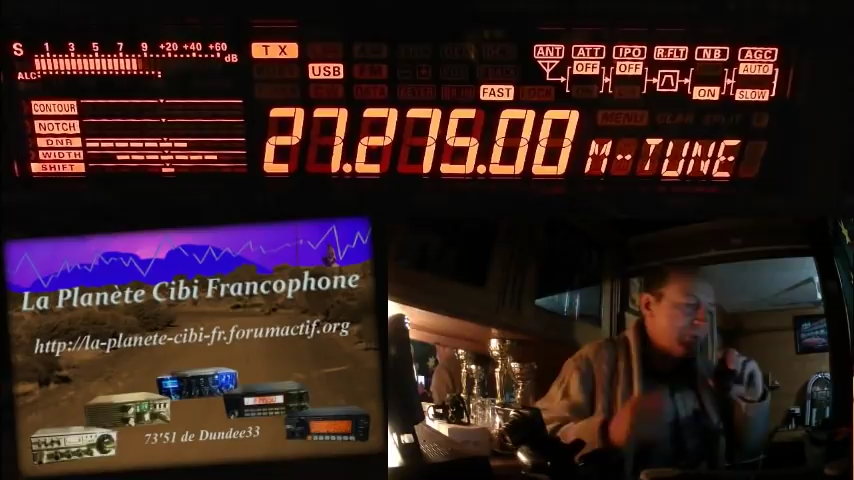 S 1 3 5 7 9 +20 +40 +60 dB
ALC
TX
USB
FAST
ANT ATT IPO R.FLT NB AGC
OFF OFF AUTO
ON SLOW
CONTOUR
NOTCH
DNR
WIDTH
SHIFT
MENU
27.275.00 M-TUNE
La Planète Cibi Francophone
http://la-planete-cibi-fr.forumactif.org
73'51 de Dundee33